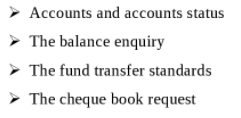 ➢ Accounts and accounts status
➢ The balance enquiry
➢ The fund transfer standards
➢ The cheque book request